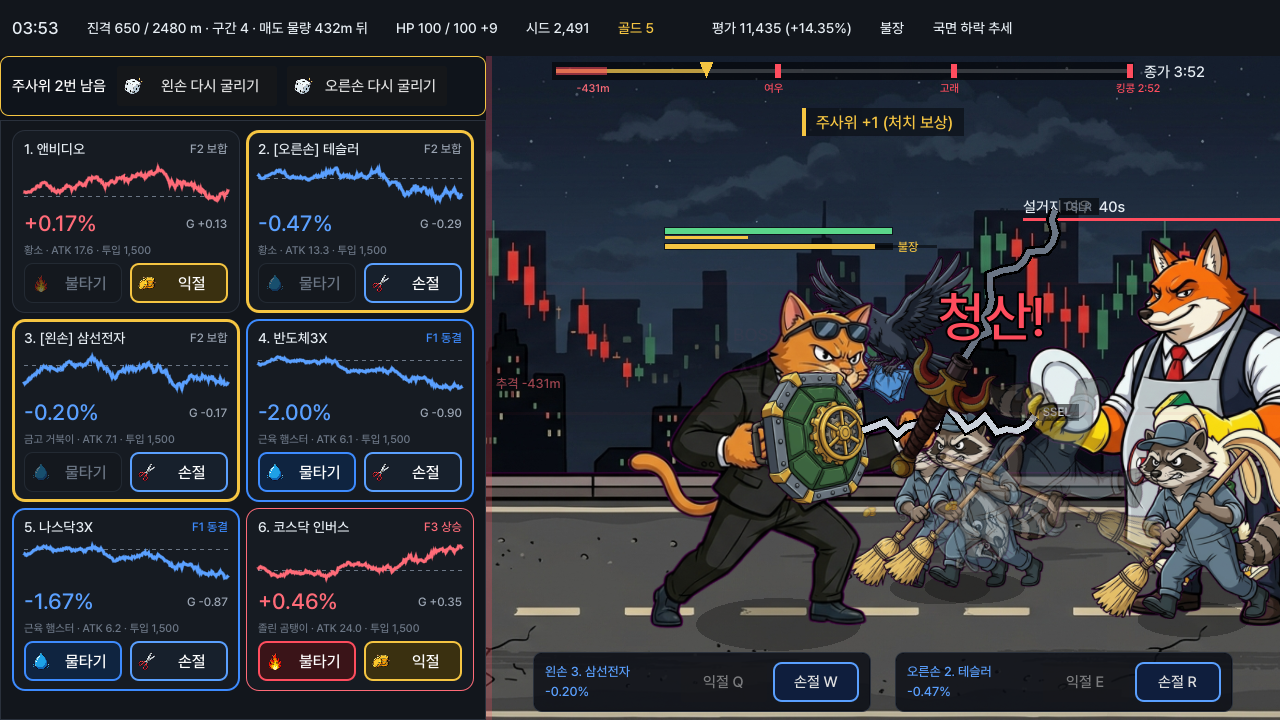 03:53 진격 650 / 2480 m · 구간 4 · 매도 물량 432m 뒤 HP 100 / 100 +9 시드 2,491 골드 5 평가 11,435 (+14.35%) 불장 국면 하락 추세
주사위 2번 남음 왼손 다시 굴리기 오른손 다시 굴리기
1. 앤비디오 F2 보합
+0.17% G +0.13
황소 · ATK 17.6 · 투입 1,500
불타기 익절
2. [오른손] 테슬러 F2 보합
-0.47% G -0.29
황소 · ATK 13.3 · 투입 1,500
물타기 손절
3. [왼손] 삼선전자 F2 보합
-0.20% G -0.17
금고 거북이 · ATK 7.1 · 투입 1,500
물타기 손절
4. 반도체3X F1 동결
-2.00% G -0.90
근육 햄스터 · ATK 6.1 · 투입 1,500
물타기 손절
5. 나스닥3X F1 동결
-1.67% G -0.87
근육 햄스터 · ATK 6.2 · 투입 1,500
물타기 손절
6. 코스닥 인버스 F3 상승
+0.46% G +0.35
졸린 곰탱이 · ATK 24.0 · 투입 1,500
불타기 익절
종가 3:52
-431m 여우 고래 킹콩 2:52
주사위 +1 (처치 보상)
설거지 여우 40s
불장
청산!
추격 -431m
왼손 3. 삼선전자
-0.20%
익절 Q 손절 W
오른손 2. 테슬러
-0.47%
익절 E 손절 R